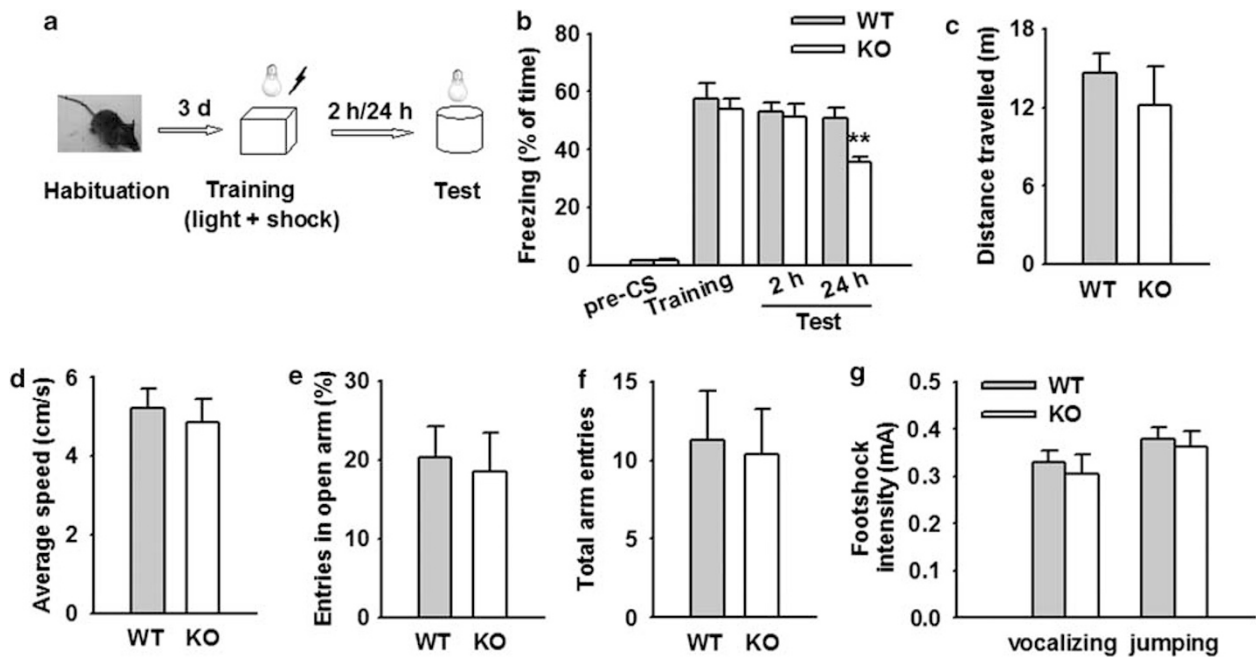 a
3 d
2 h/24 h
Habituation
Training
(light + shock)
Test
b
WT
KO
Freezing (% of time)
80
60
40
20
0
**
pre-CS
Training
2 h
24 h
Test
c
Distance travelled (m)
18
12
6
0
WT KO
d
Average speed (cm/s)
6
4
2
0
WT KO
e
Entries in open arm (%)
30
20
10
0
WT KO
f
Total arm entries
15
10
5
0
WT KO
g
WT
KO
Footshock
intensity (mA)
0.5
0.4
0.3
0.2
0.1
0.0
vocalizing jumping